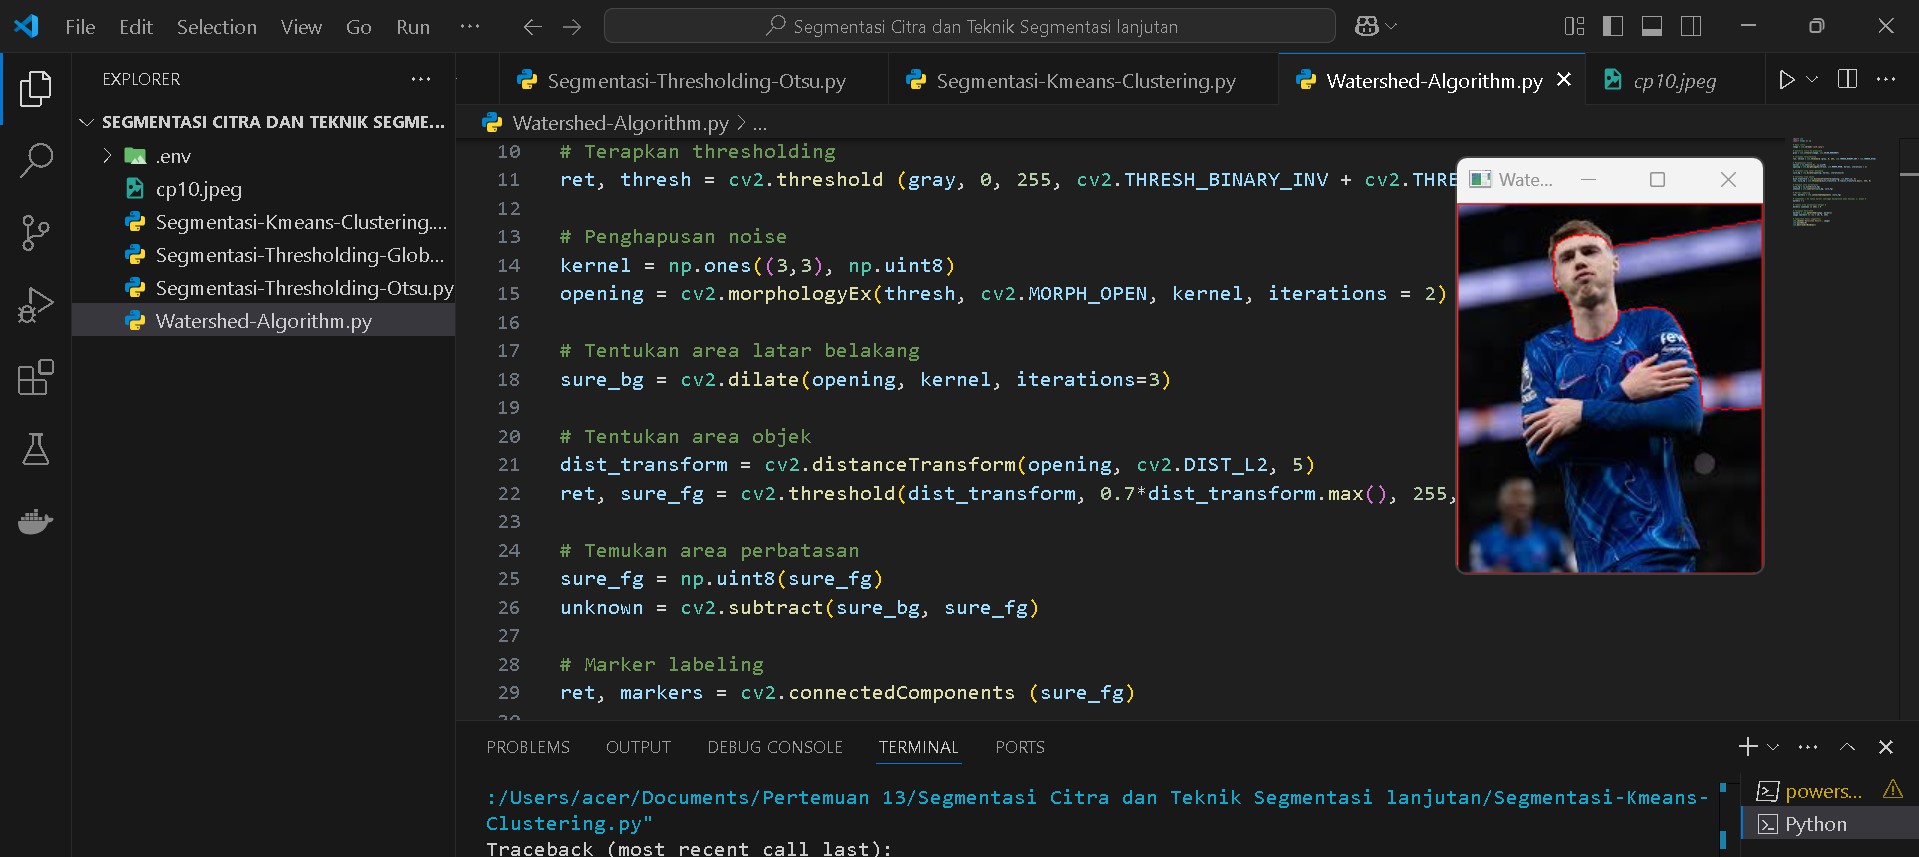 File Edit Selection View Go Run ...
Segmentasi Citra dan Teknik Segmentasi lanjutan
EXPLORER
SEGMENTASI CITRA DAN TEKNIK SEGME...
.env
cp10.jpeg
Segmentasi-Kmeans-Clustering....
Segmentasi-Thresholding-Glob...
Segmentasi-Thresholding-Otsu.py
Watershed-Algorithm.py
Segmentasi-Thresholding-Otsu.py Segmentasi-Kmeans-Clustering.py Watershed-Algorithm.py cp10.jpeg
Watershed-Algorithm.py > ...
10 # Terapkan thresholding
11 ret, thresh = cv2.threshold (gray, 0, 255, cv2.THRESH_BINARY_INV + cv2.THRE
12
13 # Penghapusan noise
14 kernel = np.ones((3,3), np.uint8)
15 opening = cv2.morphologyEx(thresh, cv2.MORPH_OPEN, kernel, iterations = 2)
16
17 # Tentukan area latar belakang
18 sure_bg = cv2.dilate(opening, kernel, iterations=3)
19
20 # Tentukan area objek
21 dist_transform = cv2.distanceTransform(opening, cv2.DIST_L2, 5)
22 ret, sure_fg = cv2.threshold(dist_transform, 0.7*dist_transform.max(), 255,
23
24 # Temukan area perbatasan
25 sure_fg = np.uint8(sure_fg)
26 unknown = cv2.subtract(sure_bg, sure_fg)
27
28 # Marker labeling
29 ret, markers = cv2.connectedComponents (sure_fg)
30
Wate...
PROBLEMS OUTPUT DEBUG CONSOLE TERMINAL PORTS
:/Users/acer/Documents/Pertemuan 13/Segmentasi Citra dan Teknik Segmentasi lanjutan/Segmentasi-Kmeans-
Clustering.py"
Traceback (most recent call last):
powers...
Python